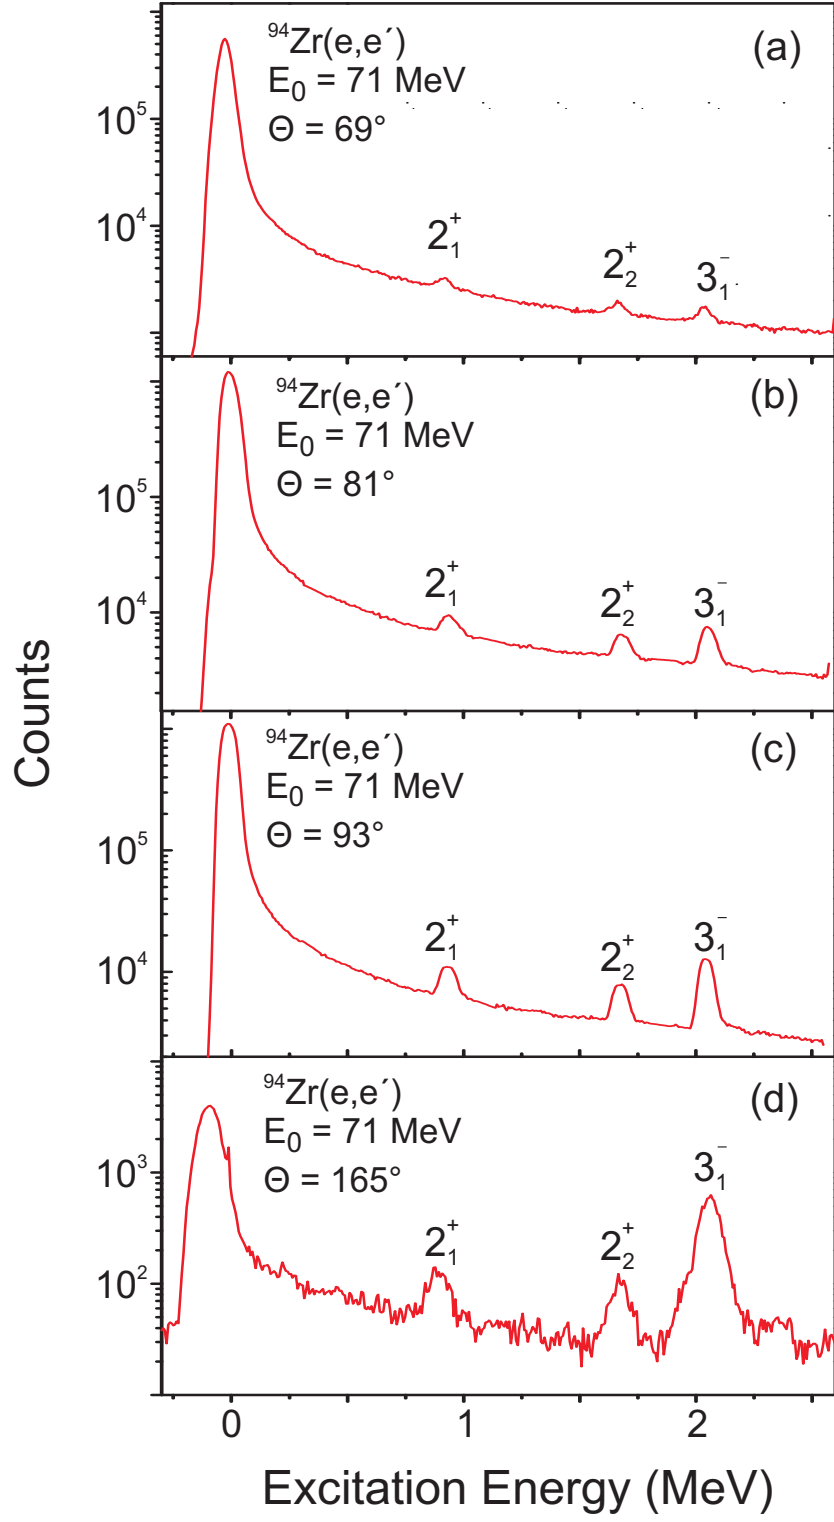 ⁹⁴Zr(e,e´)
(a)
E₀ = 71 MeV
Θ = 69°
10⁵
10⁴
2₁⁺
2₂⁺
3₁⁻
⁹⁴Zr(e,e´)
(b)
E₀ = 71 MeV
Θ = 81°
10⁵
10⁴
2₁⁺
2₂⁺
3₁⁻
Counts
⁹⁴Zr(e,e´)
(c)
E₀ = 71 MeV
Θ = 93°
10⁵
10⁴
2₁⁺
2₂⁺
3₁⁻
⁹⁴Zr(e,e´)
(d)
E₀ = 71 MeV
Θ = 165°
10³
10²
2₁⁺
2₂⁺
3₁⁻
0 1 2
Excitation Energy (MeV)